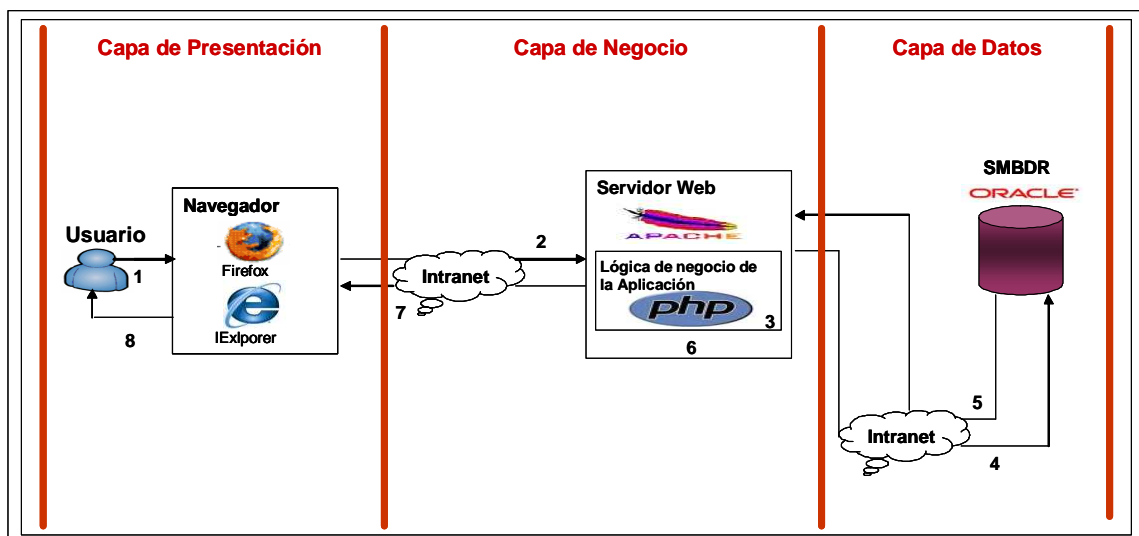 Capa de Presentación
Capa de Negocio
Capa de Datos
SMBDR
ORACLE
Servidor Web
APACHE
Navegador
Usuario
Firefox
IExlporer
Intranet
Lógica de negocio de
la Aplicación
php
Intranet
1
2
3
4
5
6
7
8